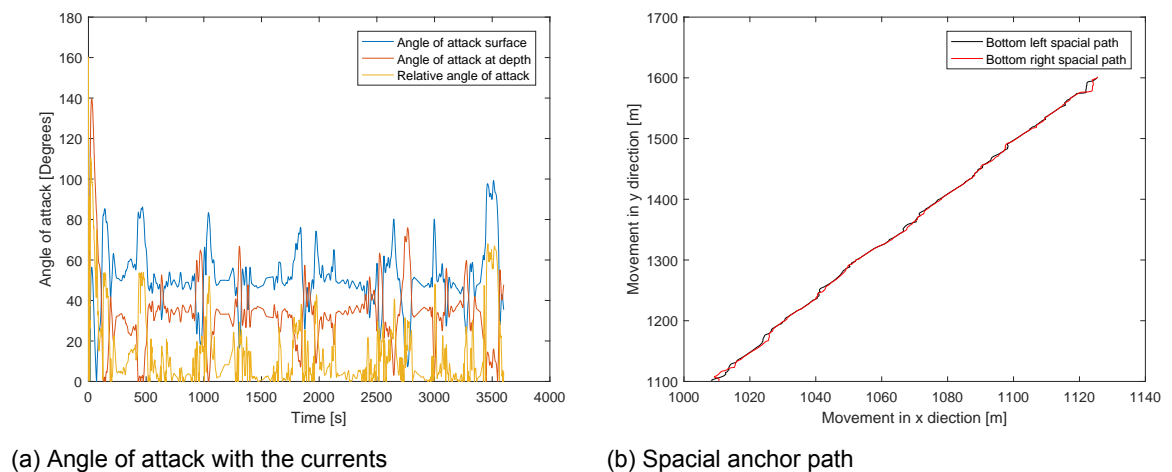 180
160
140
120
100
80
60
40
20
0
Angle of attack [Degrees]
Angle of attack surface
Angle of attack at depth
Relative angle of attack
0 500 1000 1500 2000 2500 3000 3500 4000
Time [s]
(a) Angle of attack with the currents
1700
1600
1500
1400
1300
1200
1100
Movement in y direction [m]
Bottom left spacial path
Bottom right spacial path
1000 1020 1040 1060 1080 1100 1120 1140
Movement in x diection [m]
(b) Spacial anchor path